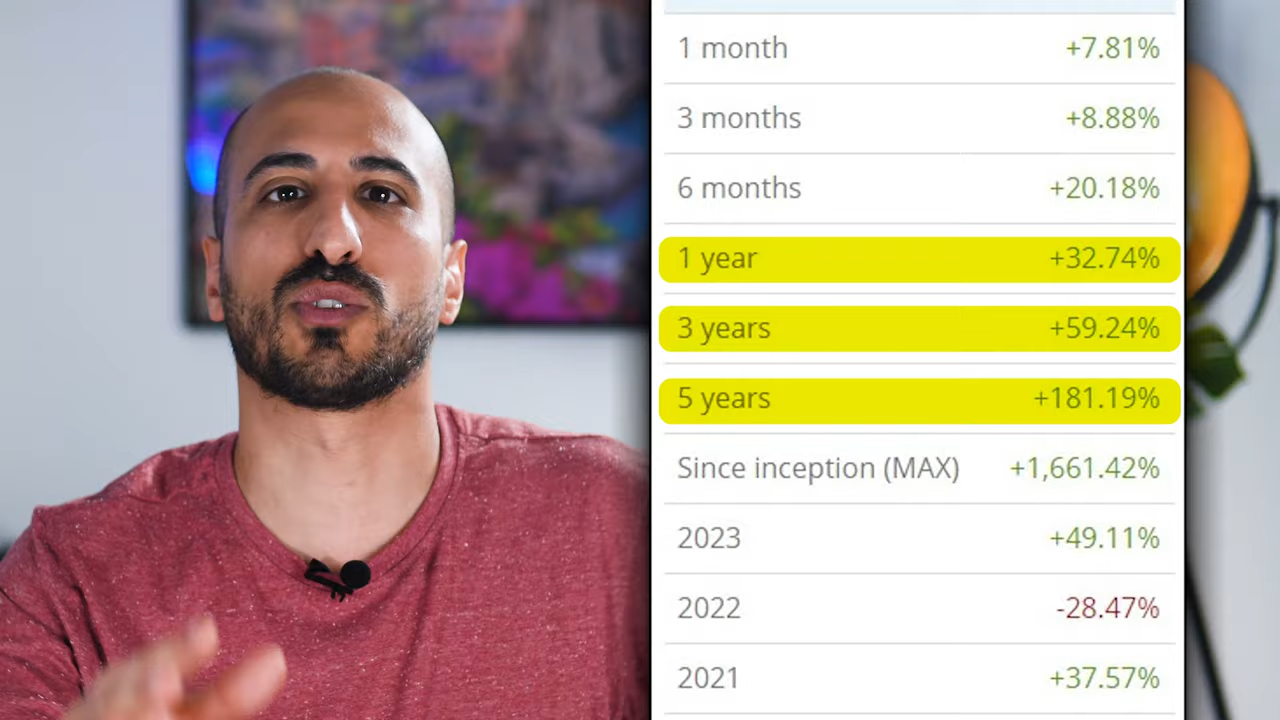 1 month +7.81%
3 months +8.88%
6 months +20.18%
1 year +32.74%
3 years +59.24%
5 years +181.19%
Since inception (MAX) +1,661.42%
2023 +49.11%
2022 -28.47%
2021 +37.57%